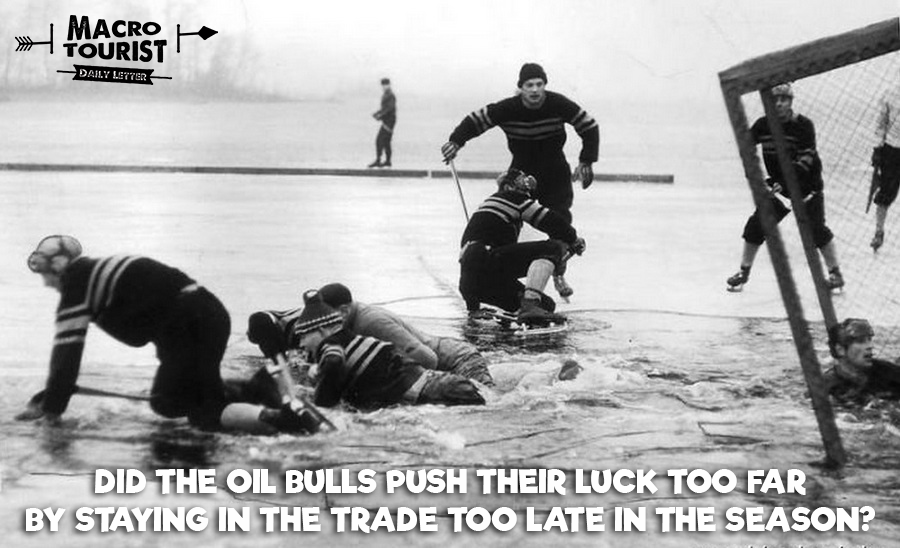 MACRO
TOURIST
DAILY LETTER
DID THE OIL BULLS PUSH THEIR LUCK TOO FAR
BY STAYING IN THE TRADE TOO LATE IN THE SEASON?